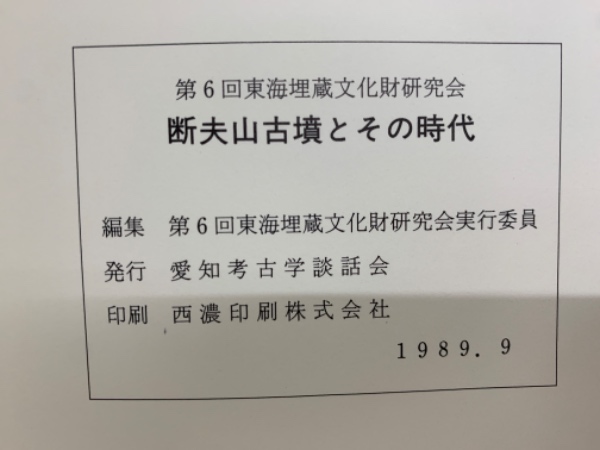 第6回東海埋蔵文化財研究会
断夫山古墳とその時代
編集 第6回東海埋蔵文化財研究会実行委員
発行 愛知考古学談話会
印刷 西濃印刷株式会社
1989.9